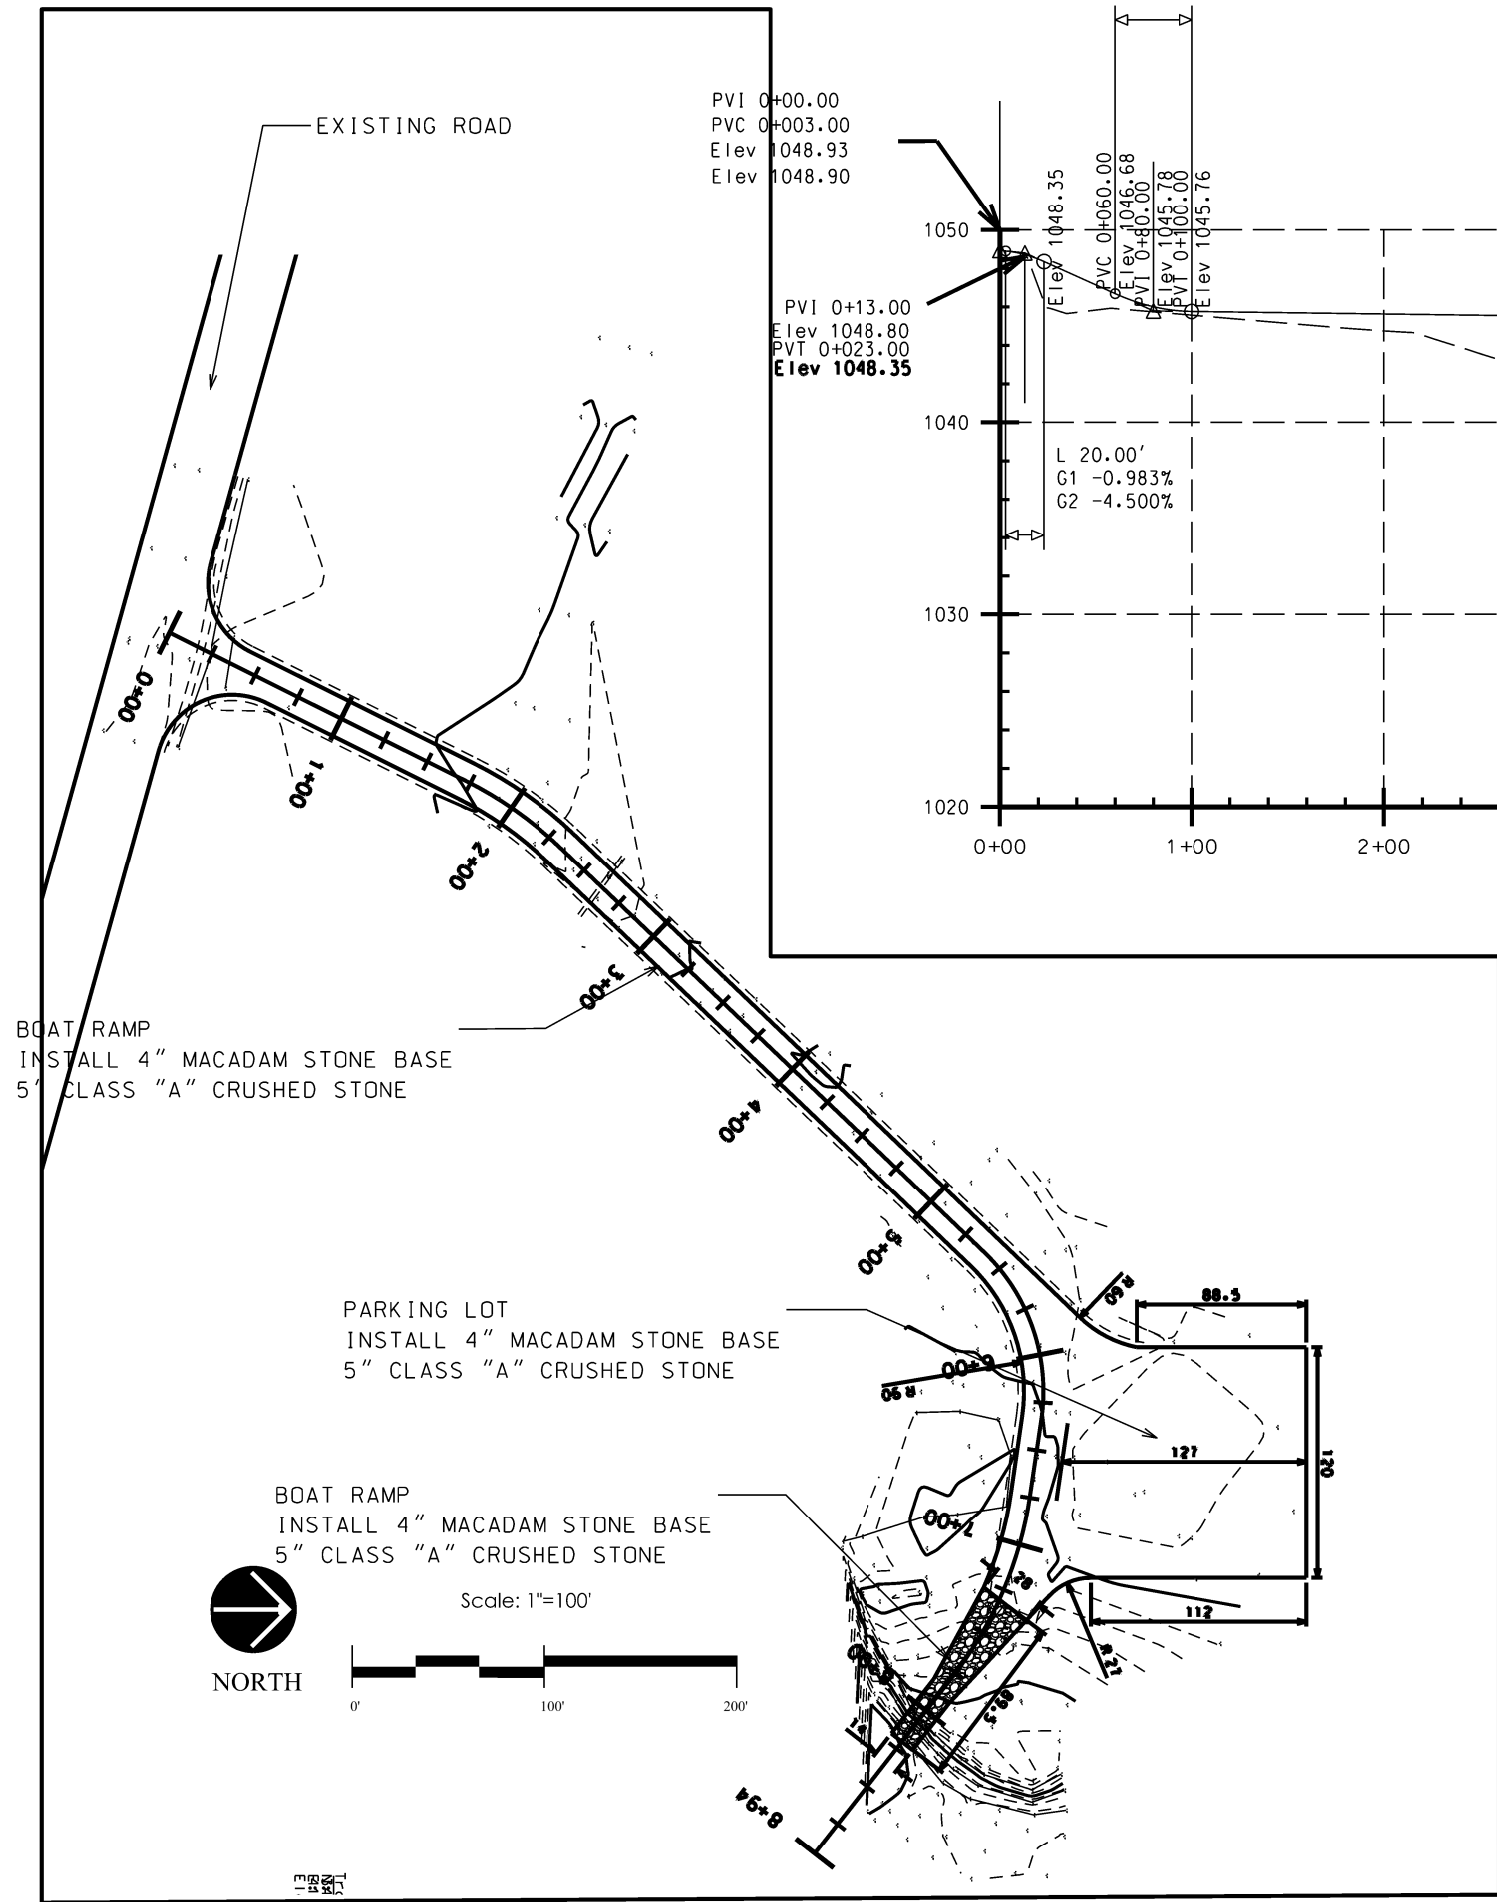 EXISTING ROAD
PVI 0+00.00
PVC 0+003.00
Elev 1048.93
Elev 1048.90
Elev 1048.35
PVC 0+060.00
Elev 1046.68
PVI 0+80.00
Elev 1045.78
PVT 0+100.00
Elev 1045.76
1050
PVI 0+13.00
Elev 1048.80
PVT 0+023.00
Elev 1048.35
1040
L 20.00'
G1 -0.983%
G2 -4.500%
1030
1020
0+00
1+00
2+00
0+00
1+00
2+00
3+00
BOAT RAMP
INSTALL 4" MACADAM STONE BASE
5" CLASS "A" CRUSHED STONE
4+00
5+00
R 60
88.5
PARKING LOT
INSTALL 4" MACADAM STONE BASE
5" CLASS "A" CRUSHED STONE
6+00
R 90
127
120
BOAT RAMP
INSTALL 4" MACADAM STONE BASE
5" CLASS "A" CRUSHED STONE
7+00
28
112
R 27
Scale: 1"=100'
NORTH
0'
100'
200'
89.3
14
8+94